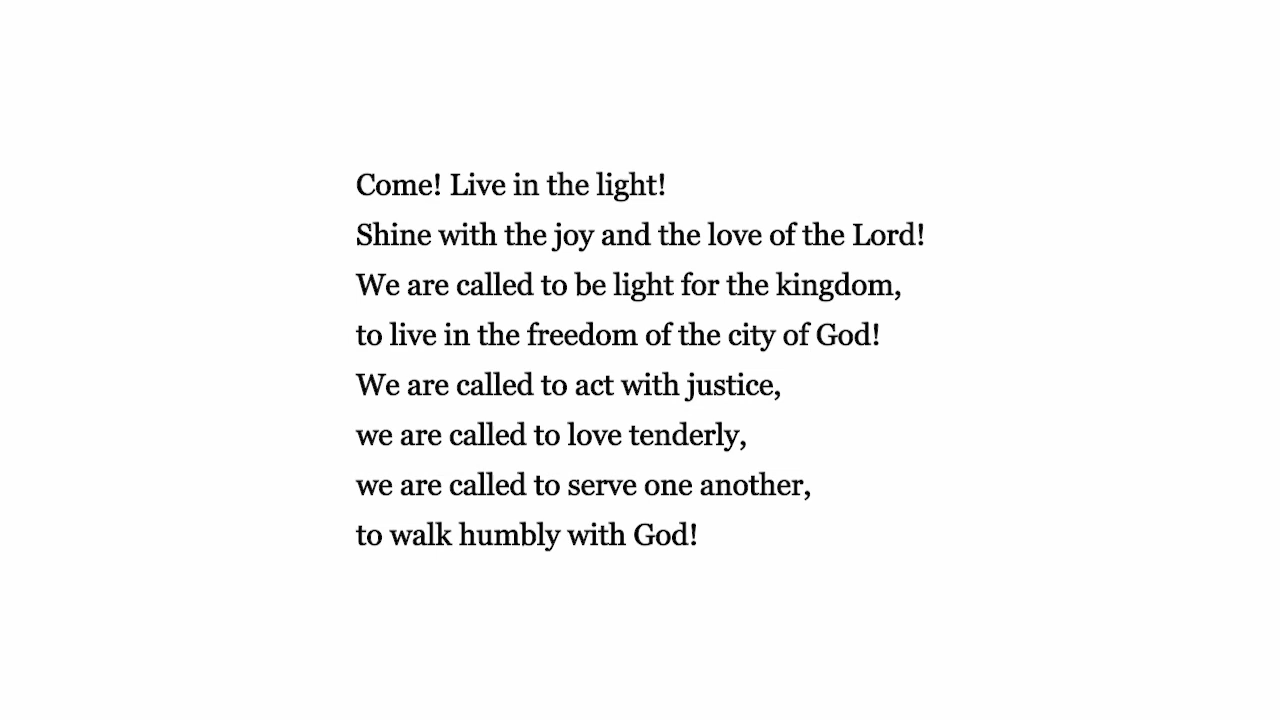 Come! Live in the light!
Shine with the joy and the love of the Lord!
We are called to be light for the kingdom,
to live in the freedom of the city of God!
We are called to act with justice,
we are called to love tenderly,
we are called to serve one another,
to walk humbly with God!